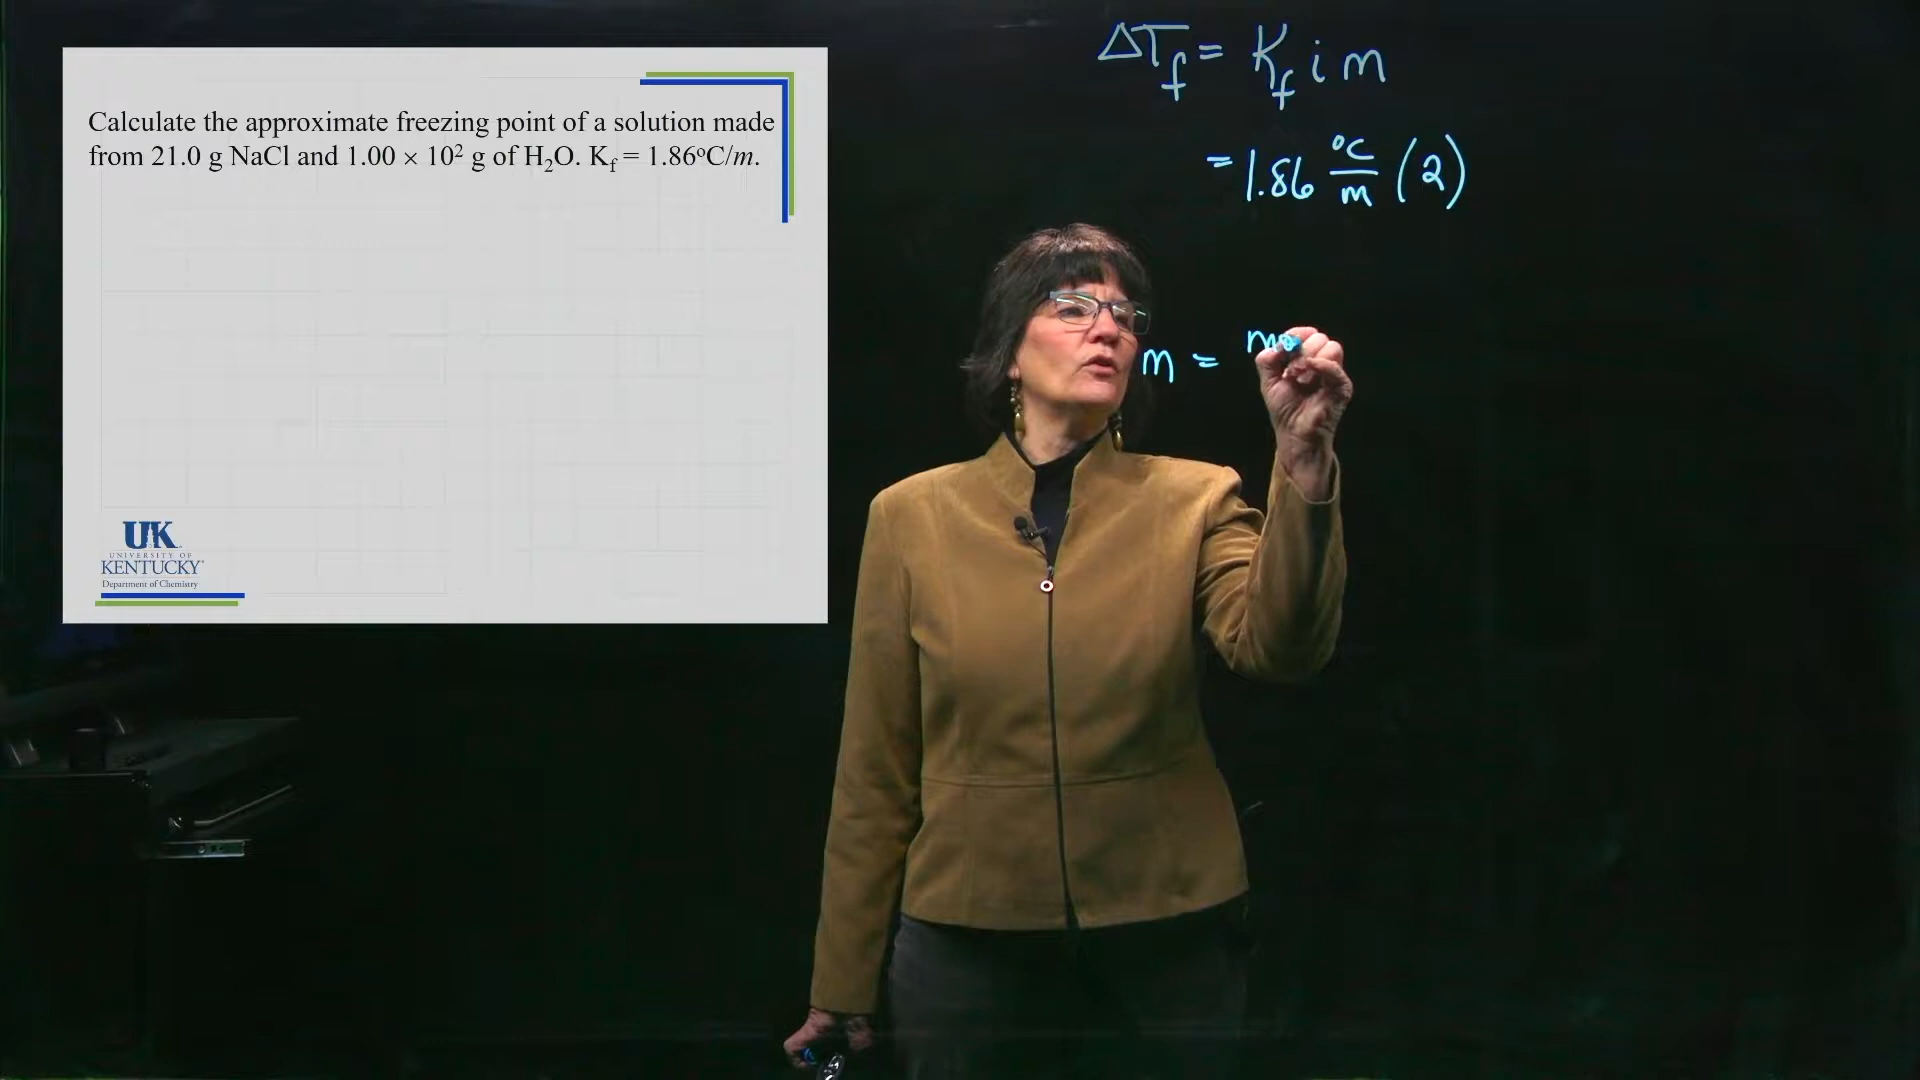 Calculate the approximate freezing point of a solution made
from 21.0 g NaCl and 1.00 × 10² g of H₂O. K_f = 1.86°C/m.
UK
UNIVERSITY OF
KENTUCKY
Department of Chemistry
ΔT_f = K_f i m
= 1.86 °C/m (2)
m = mo